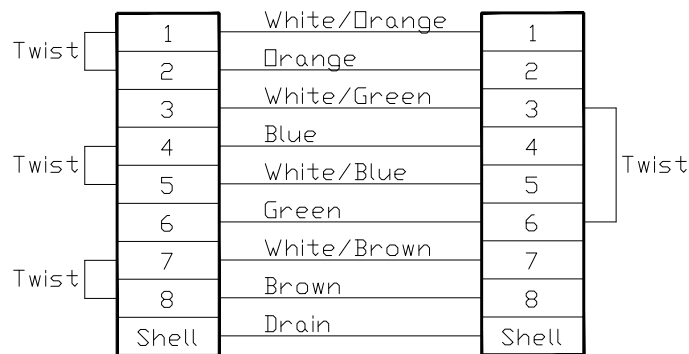 White/Orange
1 1
Twist
Orange
2 2
White/Green
3 3
Blue
4 4
Twist Twist
White/Blue
5 5
Green
6 6
White/Brown
7 7
Twist
Brown
8 8
Drain
Shell Shell